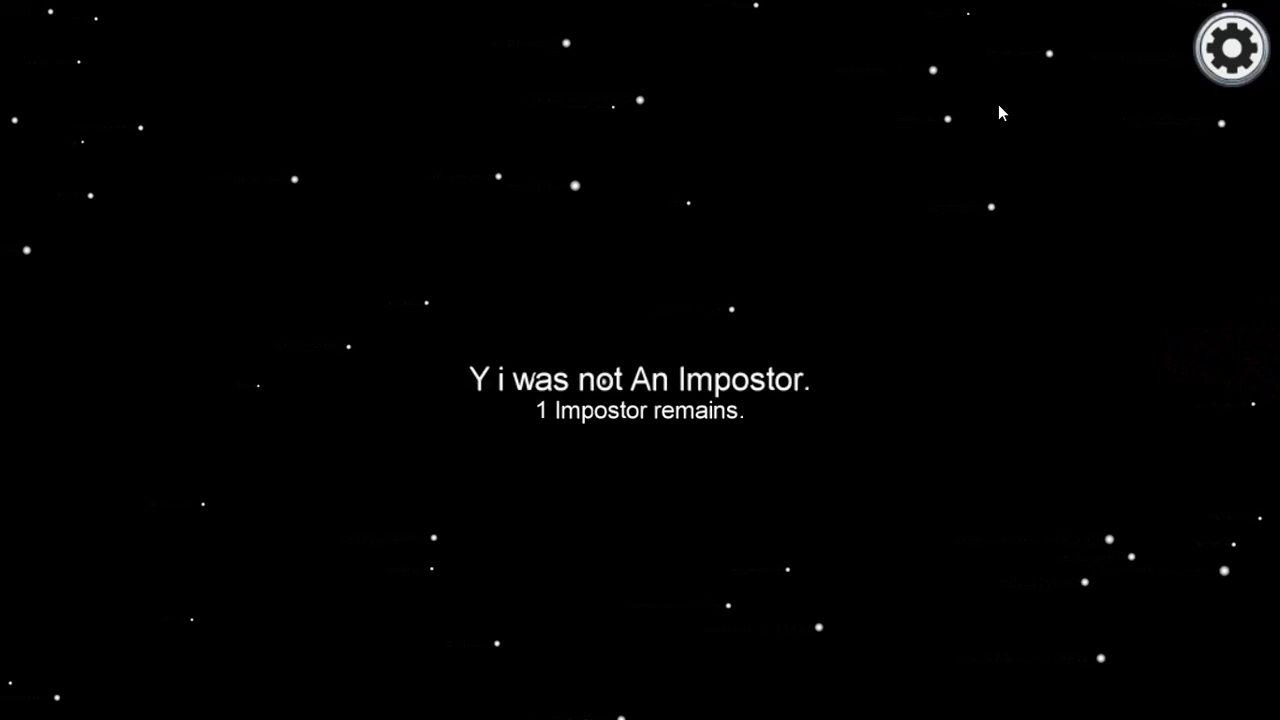 Y i was not An Impostor.
1 Impostor remains.